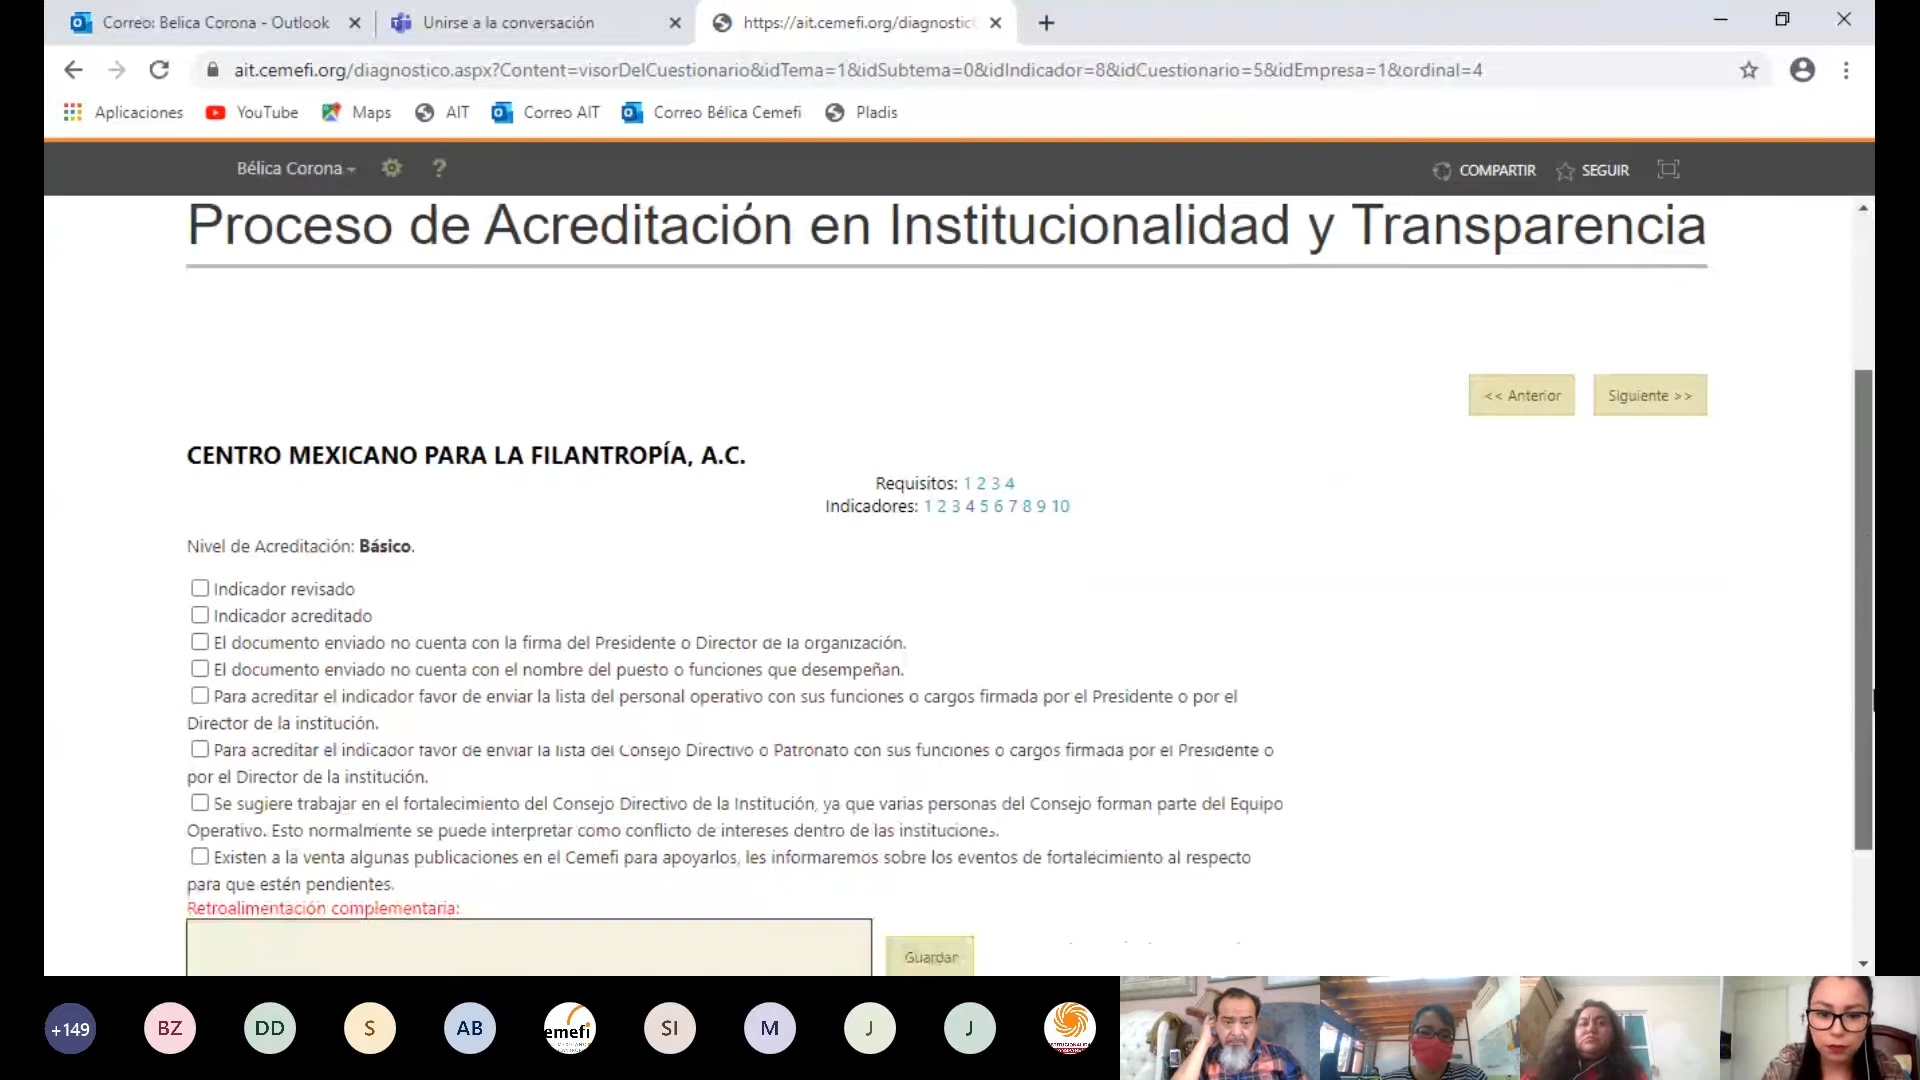 Correo: Belica Corona - Outlook
Unirse a la conversación
https://ait.cemefi.org/diagnostic
ait.cemefi.org/diagnostico.aspx?Content=visorDelCuestionario&idTema=1&idSubtema=0&idIndicador=8&idCuestionario=5&idEmpresa=1&ordinal=4
Aplicaciones YouTube Maps AIT Correo AIT Correo Bélica Cemefi Pladis
Bélica Corona ? COMPARTIR SEGUIR
Proceso de Acreditación en Institucionalidad y Transparencia
<< Anterior Siguiente >>
CENTRO MEXICANO PARA LA FILANTROPÍA, A.C.
Requisitos: 1 2 3 4
Indicadores: 1 2 3 4 5 6 7 8 9 10
Nivel de Acreditación: Básico.
Indicador revisado
Indicador acreditado
El documento enviado no cuenta con la firma del Presidente o Director de la organización.
El documento enviado no cuenta con el nombre del puesto o funciones que desempeñan.
Para acreditar el indicador favor de enviar la lista del personal operativo con sus funciones o cargos firmada por el Presidente o por el
Director de la institución.
Para acreditar el indicador favor de enviar la lista del Consejo Directivo o Patronato con sus funciones o cargos firmada por el Presidente o
por el Director de la institución.
Se sugiere trabajar en el fortalecimiento del Consejo Directivo de la Institución, ya que varias personas del Consejo forman parte del Equipo
Operativo. Esto normalmente se puede interpretar como conflicto de intereses dentro de las instituciones.
Existen a la venta algunas publicaciones en el Cemefi para apoyarlos, les informaremos sobre los eventos de fortalecimiento al respecto
para que estén pendientes.
Retroalimentación complementaria:
Guardar
+149 BZ DD S AB emefi SI M J J